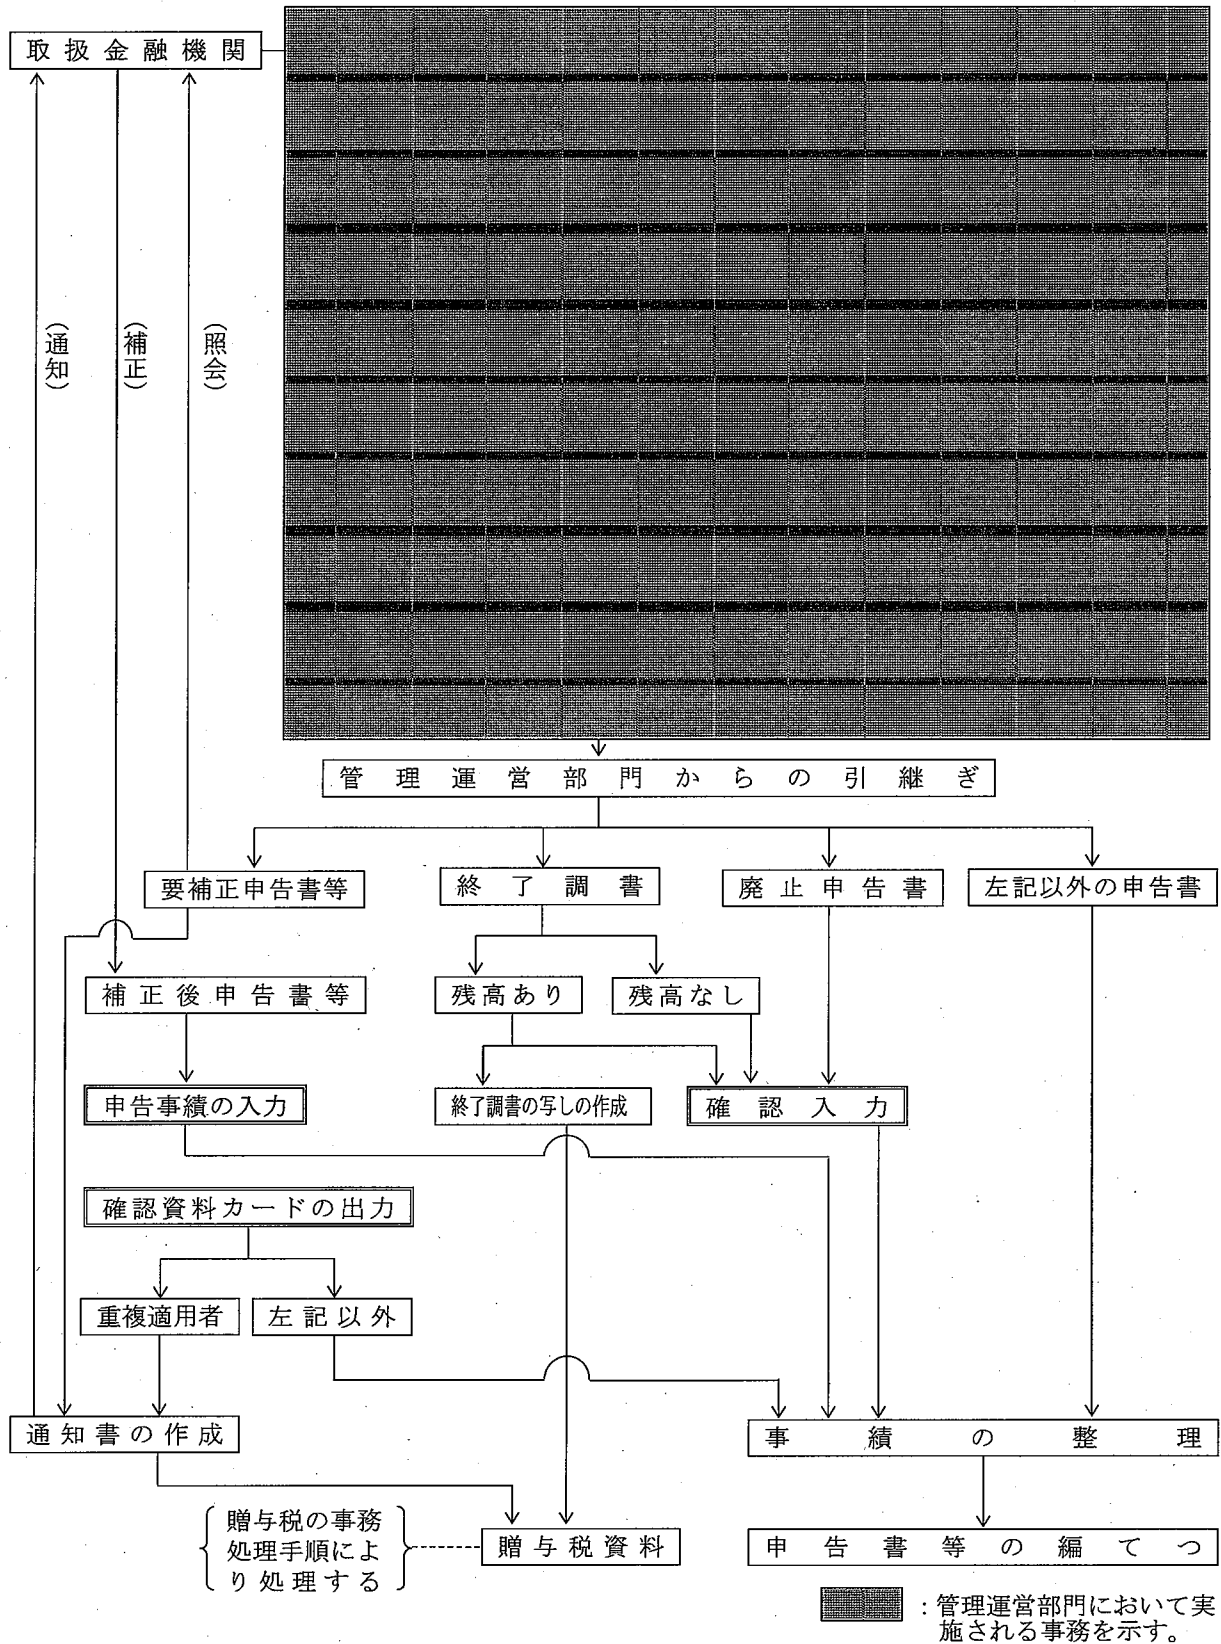 取扱金融機関
（通知）
（補正）
（照会）
管理運営部門からの引継ぎ
要補正申告書等
終了調書
廃止申告書
左記以外の申告書
補正後申告書等
残高あり
残高なし
申告事績の入力
終了調書の写しの作成
確認入力
確認資料カードの出力
重複適用者
左記以外
通知書の作成
事績の整理
贈与税の事務
処理手順によ
り処理する
贈与税資料
申告書等の編てつ
：管理運営部門において実
施される事務を示す。